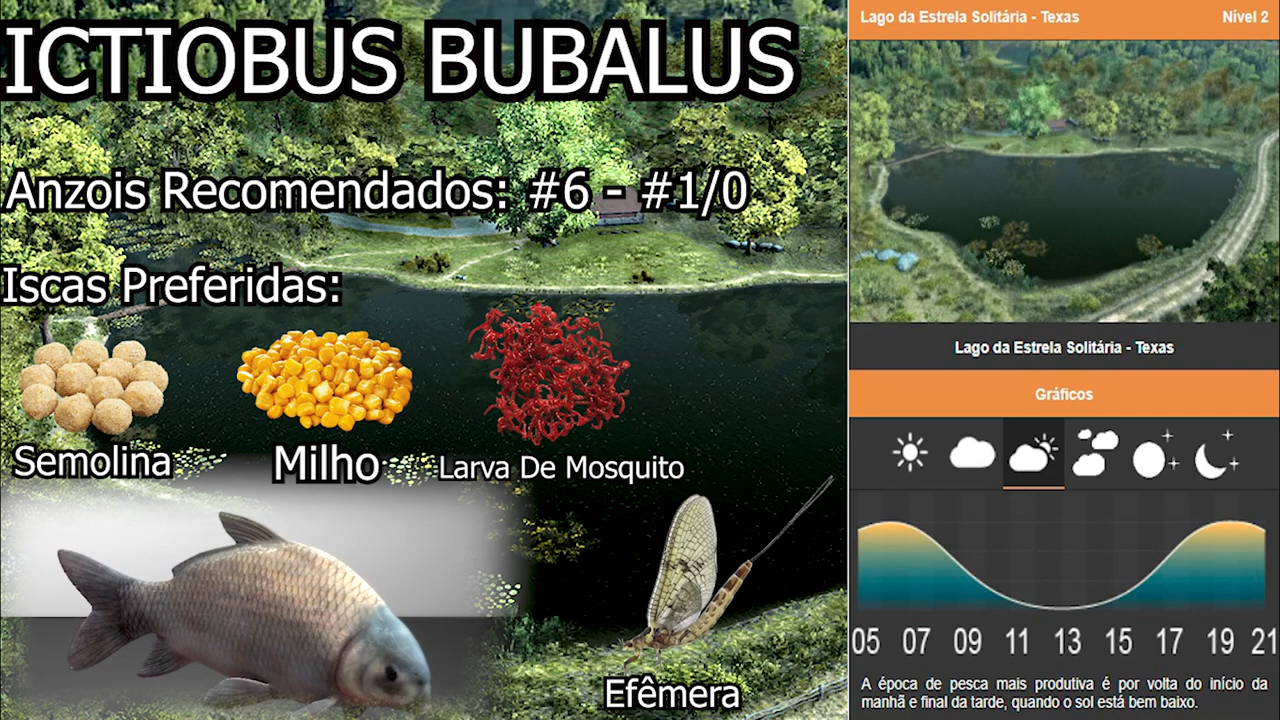 ICTIOBUS BUBALUS
Anzois Recomendados: #6 - #1/0
Iscas Preferidas:
Semolina
Milho
Larva De Mosquito
Efêmera
Lago da Estrela Solitária - Texas
Nível 2
Lago da Estrela Solitária - Texas
Gráficos
05 07 09 11 13 15 17 19 21
A época de pesca mais produtiva é por volta do início da
manhã e final da tarde, quando o sol está bem baixo.